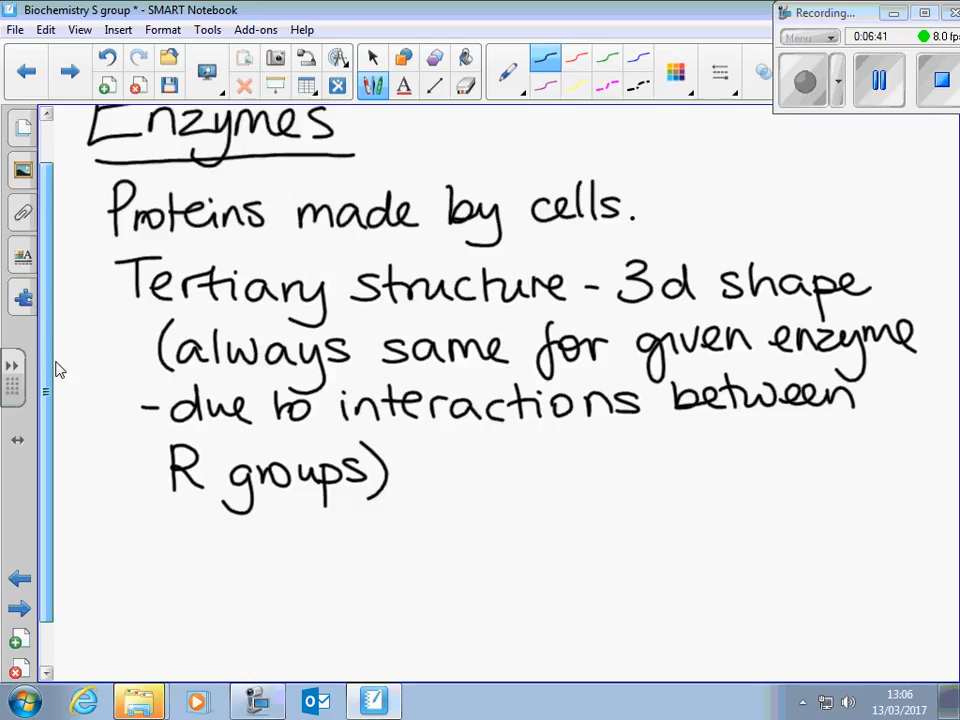 Biochemistry S group * - SMART Notebook
Recording...
File Edit View Insert Format Tools Add-ons Help
Menu
0:06:41
8.0 fps
Enzymes
Proteins made by cells.
Tertiary structure - 3d shape
(always same for given enzyme
- due to interactions between
R groups)
13:06
13/03/2017